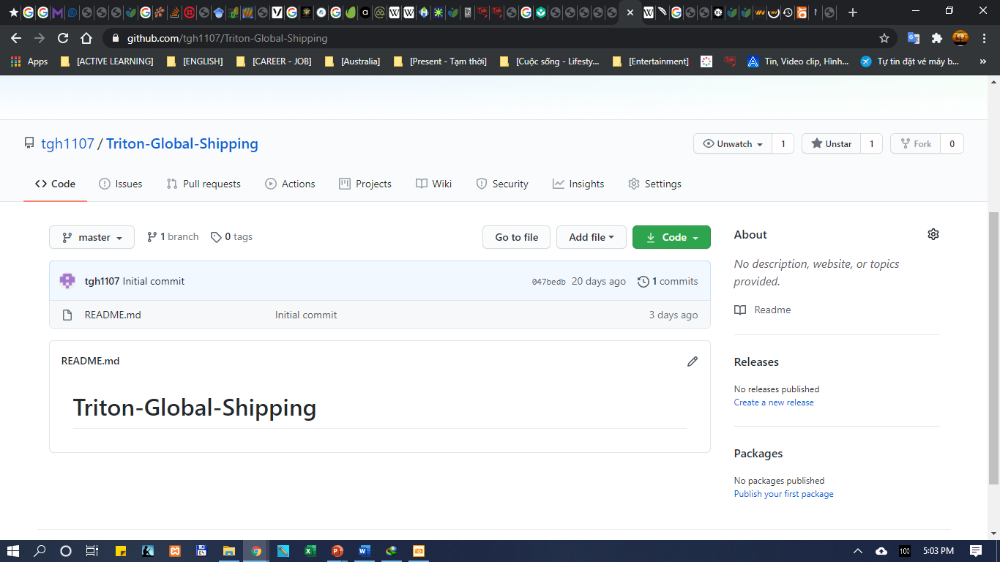 github.com/tgh1107/Triton-Global-Shipping
Apps [ACTIVE LEARNING] [ENGLISH] [CAREER - JOB] [Australia] [Present - Tạm thời] [Cuộc sống - Lifesty... [Entertainment] Tin, Video clip, Hình... Tự tin đặt vé máy b... »
tgh1107 / Triton-Global-Shipping
Unwatch 1 Unstar 1 Fork 0
Code Issues Pull requests Actions Projects Wiki Security Insights Settings
master 1 branch 0 tags Go to file Add file Code
tgh1107 Initial commit 047bedb 20 days ago 1 commits
README.md Initial commit 3 days ago
README.md
Triton-Global-Shipping
About
No description, website, or topics
provided.
Readme
Releases
No releases published
Create a new release
Packages
No packages published
Publish your first package
100 5:03 PM